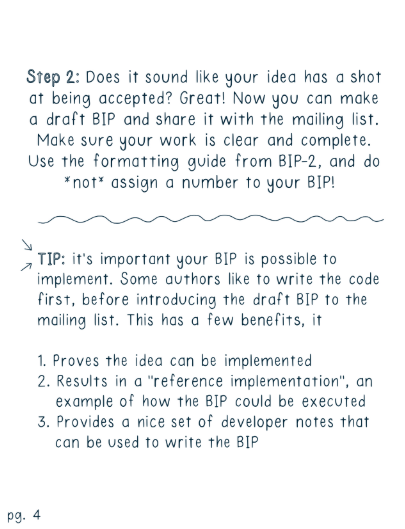 Step 2: Does it sound like your idea has a shot
at being accepted? Great! Now you can make
a draft BIP and share it with the mailing list.
Make sure your work is clear and complete.
Use the formatting guide from BIP-2, and do
*not* assign a number to your BIP!
TIP: it's important your BIP is possible to
implement. Some authors like to write the code
first, before introducing the draft BIP to the
mailing list. This has a few benefits, it
1. Proves the idea can be implemented
2. Results in a "reference implementation", an
example of how the BIP could be executed
3. Provides a nice set of developer notes that
can be used to write the BIP
pg. 4